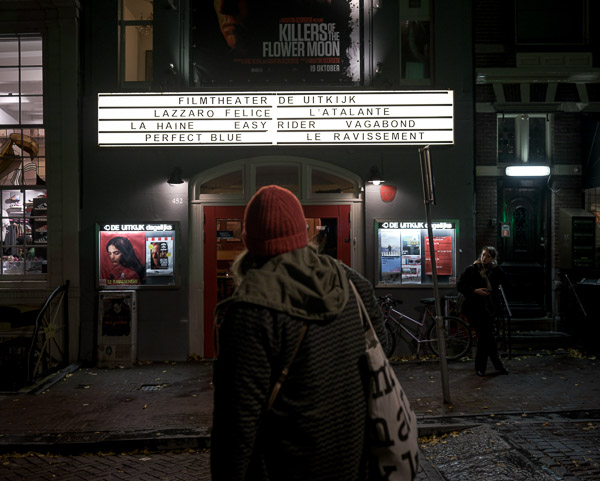 KILLERS
OF THE
FLOWER MOON
19 OKTOBER
FILMTHEATER DE UITKIJK
LAZZARO FELICE L'ATALANTE
LA HAINE EASY RIDER VAGABOND
PERFECT BLUE LE RAVISSEMENT
452
DE UITKIJK dagelijks
DE UITKIJK dagelijks